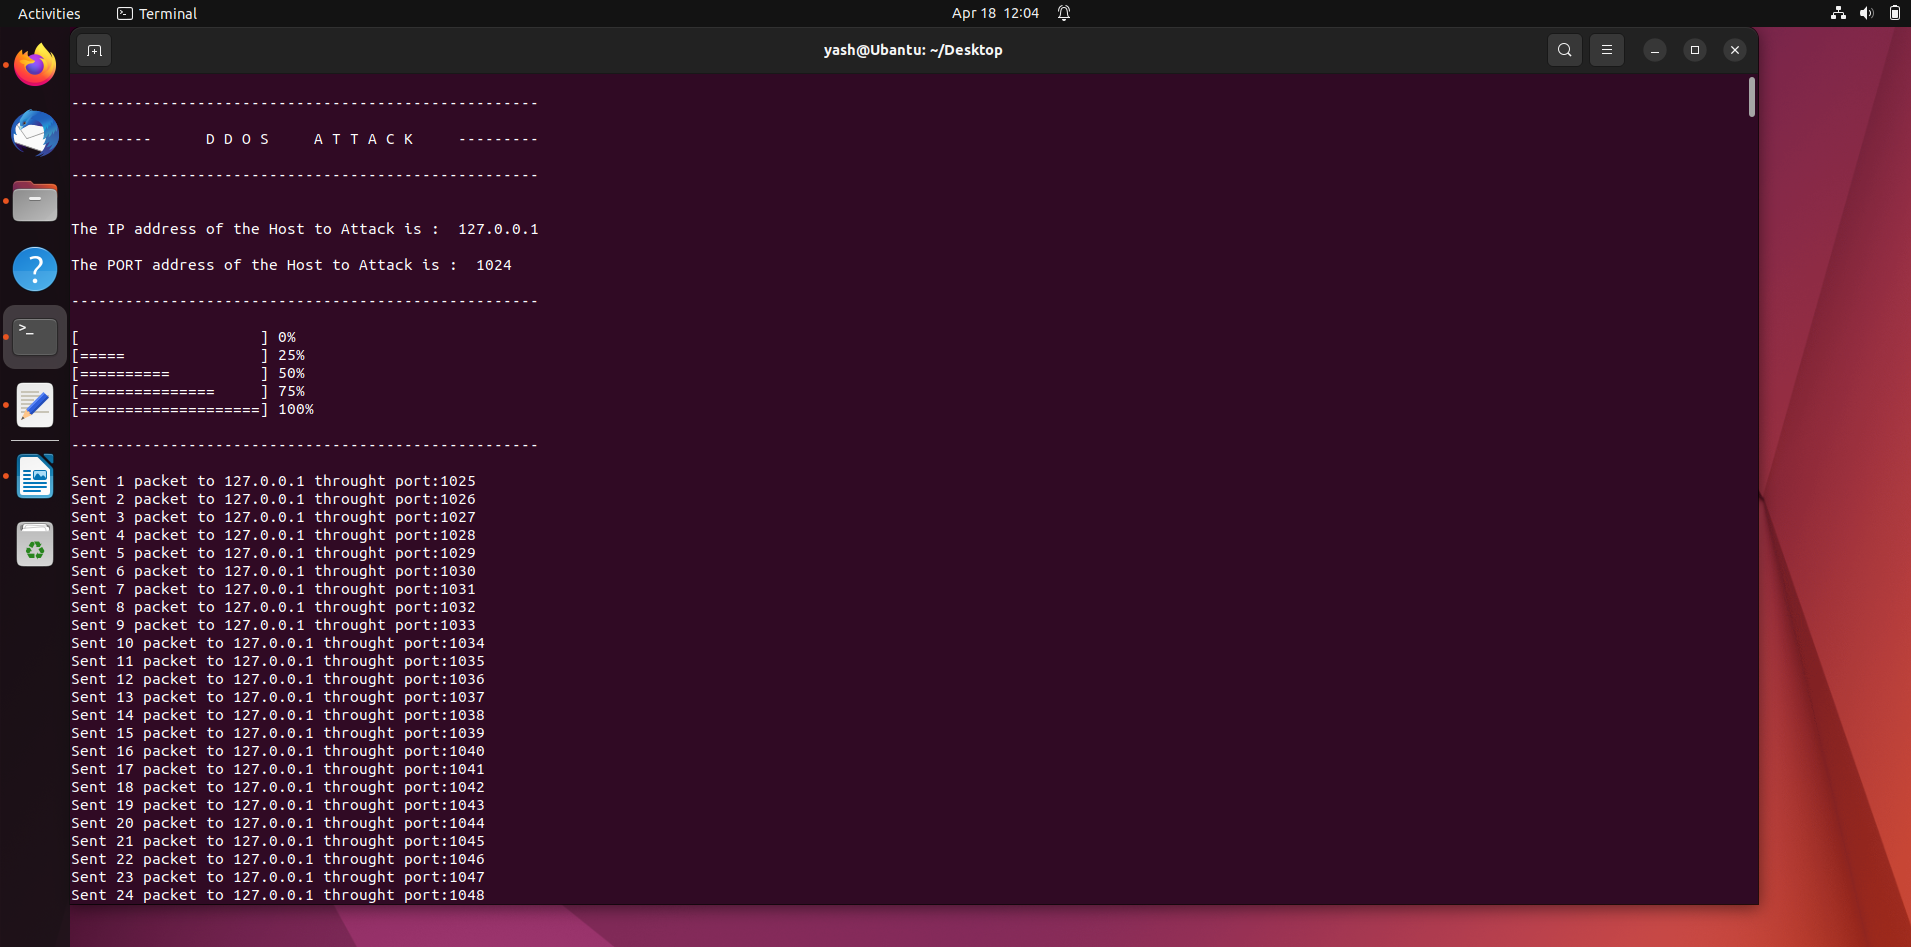 Activities Terminal Apr 18 12:04
yash@Ubantu: ~/Desktop
----------------------------------------------------
--------- D D O S A T T A C K ---------
----------------------------------------------------
The IP address of the Host to Attack is : 127.0.0.1
The PORT address of the Host to Attack is : 1024
----------------------------------------------------
[ ] 0%
[===== ] 25%
[========== ] 50%
[=============== ] 75%
[====================] 100%
----------------------------------------------------
Sent 1 packet to 127.0.0.1 throught port:1025
Sent 2 packet to 127.0.0.1 throught port:1026
Sent 3 packet to 127.0.0.1 throught port:1027
Sent 4 packet to 127.0.0.1 throught port:1028
Sent 5 packet to 127.0.0.1 throught port:1029
Sent 6 packet to 127.0.0.1 throught port:1030
Sent 7 packet to 127.0.0.1 throught port:1031
Sent 8 packet to 127.0.0.1 throught port:1032
Sent 9 packet to 127.0.0.1 throught port:1033
Sent 10 packet to 127.0.0.1 throught port:1034
Sent 11 packet to 127.0.0.1 throught port:1035
Sent 12 packet to 127.0.0.1 throught port:1036
Sent 13 packet to 127.0.0.1 throught port:1037
Sent 14 packet to 127.0.0.1 throught port:1038
Sent 15 packet to 127.0.0.1 throught port:1039
Sent 16 packet to 127.0.0.1 throught port:1040
Sent 17 packet to 127.0.0.1 throught port:1041
Sent 18 packet to 127.0.0.1 throught port:1042
Sent 19 packet to 127.0.0.1 throught port:1043
Sent 20 packet to 127.0.0.1 throught port:1044
Sent 21 packet to 127.0.0.1 throught port:1045
Sent 22 packet to 127.0.0.1 throught port:1046
Sent 23 packet to 127.0.0.1 throught port:1047
Sent 24 packet to 127.0.0.1 throught port:1048